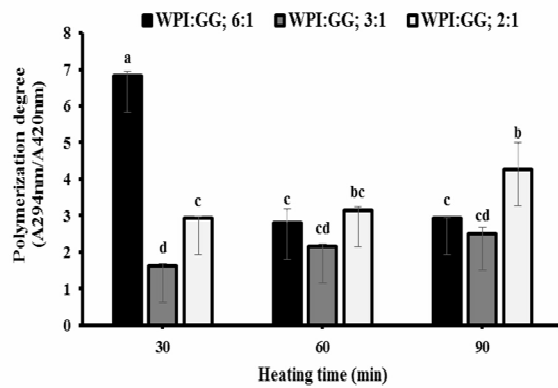 WPI:GG; 6:1 WPI:GG; 3:1 WPI:GG; 2:1
Polymerization degree
(A294nm/A420nm)
8
7
6
5
4
3
2
1
0
a
d
c
c
cd
bc
c
cd
b
30 60 90
Heating time (min)